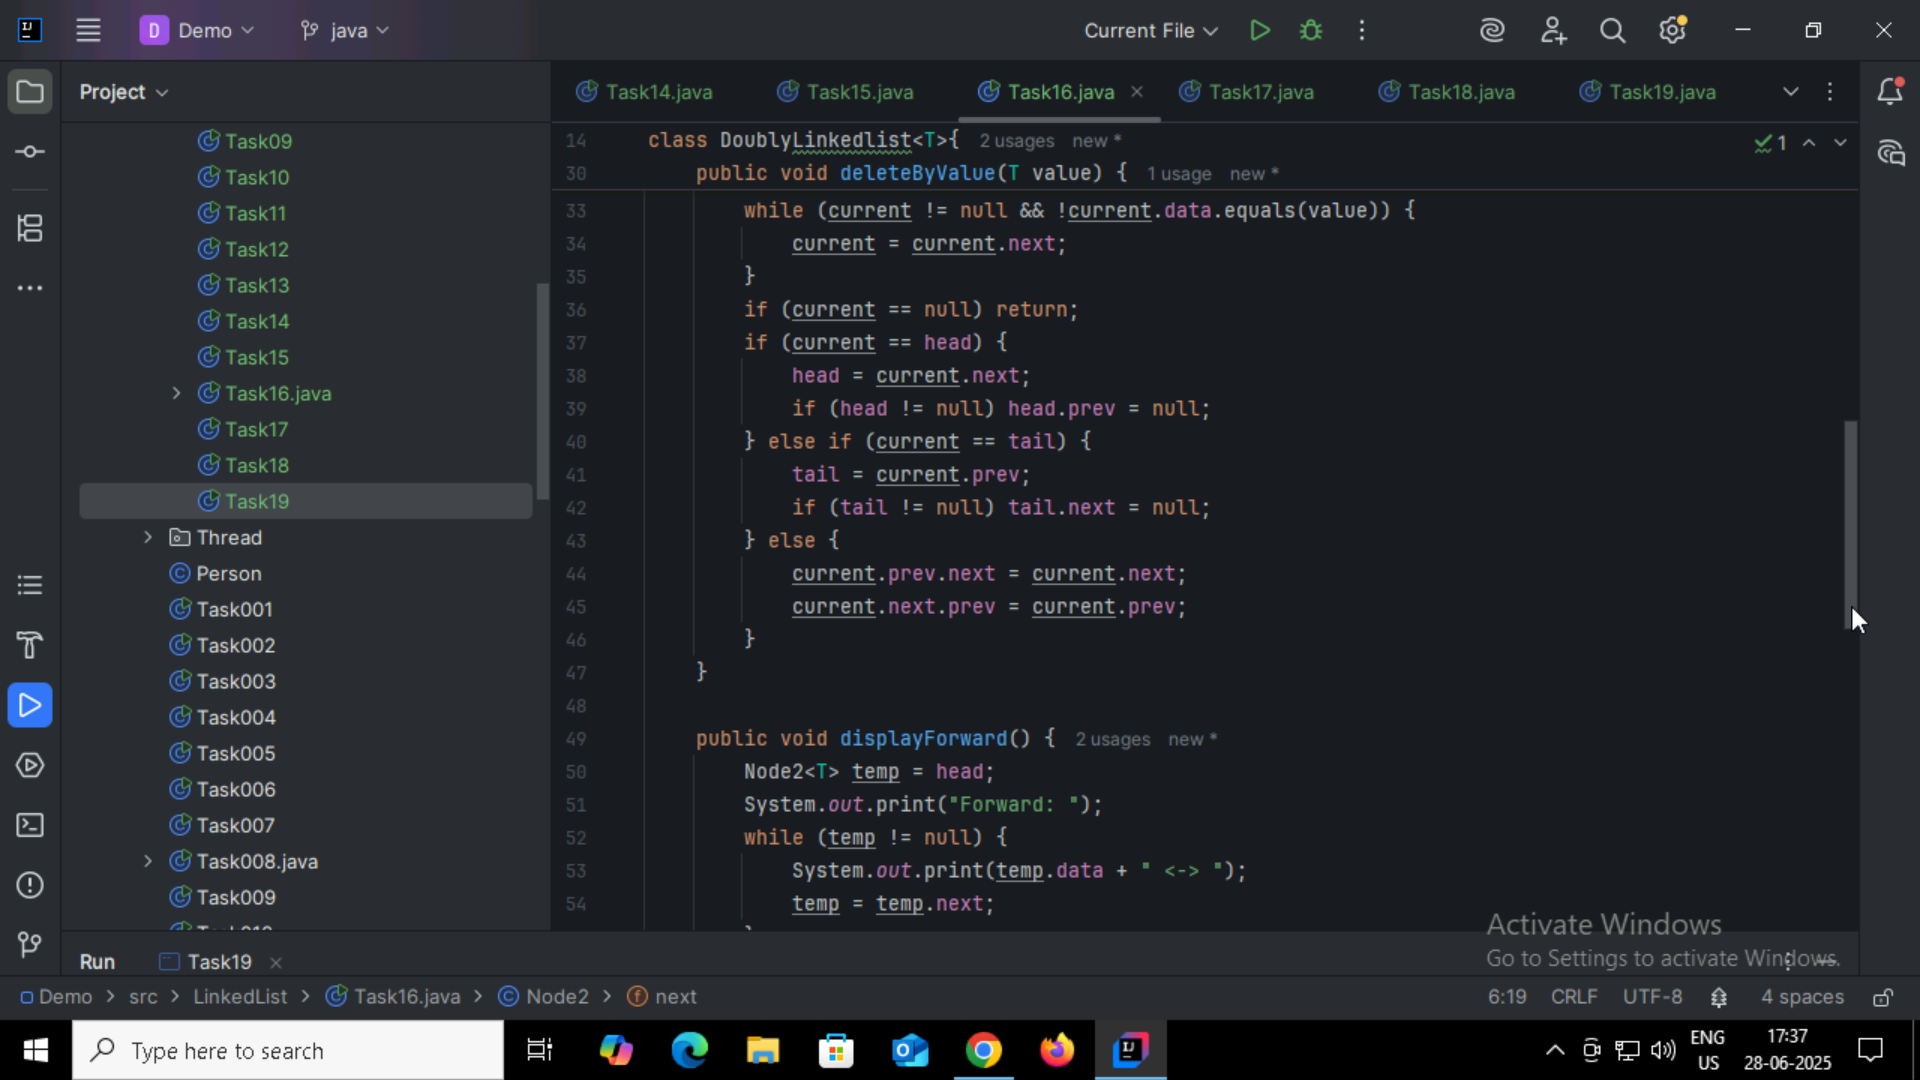 D Demo java Current File
Project
Task14.java Task15.java Task16.java Task17.java Task18.java Task19.java
Task09
Task10
Task11
Task12
Task13
Task14
Task15
Task16.java
Task17
Task18
Task19
Thread
Person
Task001
Task002
Task003
Task004
Task005
Task006
Task007
Task008.java
Task009
14 class DoublyLinkedlist<T>{ 2 usages new *
30 public void deleteByValue(T value) { 1 usage new *
1
33 while (current != null && !current.data.equals(value)) {
34 current = current.next;
35 }
36 if (current == null) return;
37 if (current == head) {
38 head = current.next;
39 if (head != null) head.prev = null;
40 } else if (current == tail) {
41 tail = current.prev;
42 if (tail != null) tail.next = null;
43 } else {
44 current.prev.next = current.next;
45 current.next.prev = current.prev;
46 }
47 }
48
49 public void displayForward() { 2 usages new *
50 Node2<T> temp = head;
51 System.out.print("Forward: ");
52 while (temp != null) {
53 System.out.print(temp.data + " <-> ");
54 temp = temp.next;
Activate Windows
Go to Settings to activate Windows.
Run Task19
Demo > src > LinkedList > Task16.java > Node2 > next
6:19 CRLF UTF-8 4 spaces
Type here to search
ENG
US
17:37
28-06-2025